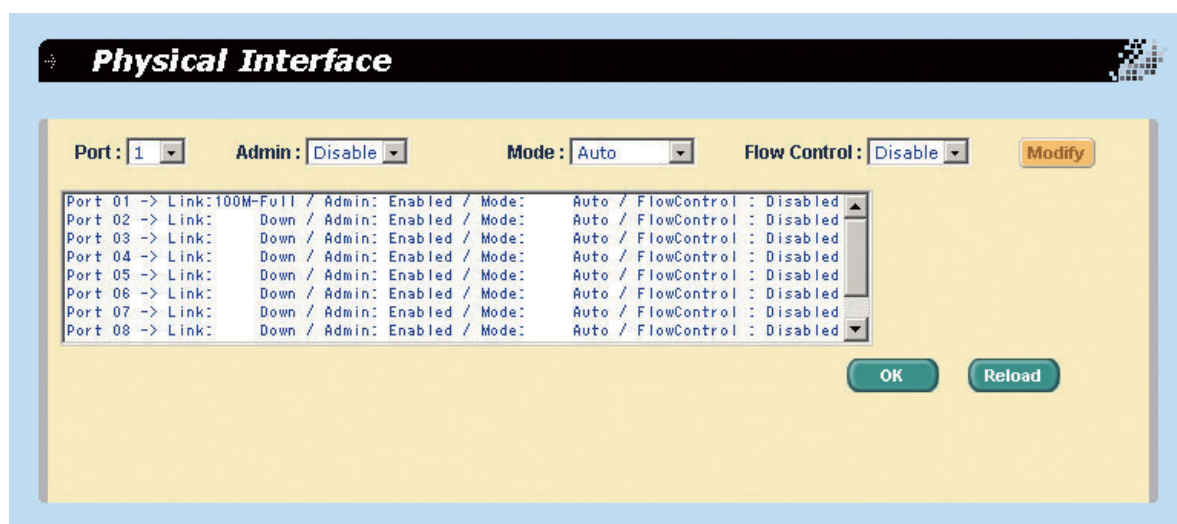 Physical Interface
Port : 1 Admin : Disable Mode : Auto Flow Control : Disable Modify
Port 01 -> Link:100M-Full / Admin: Enabled / Mode: Auto / FlowControl : Disabled
Port 02 -> Link: Down / Admin: Enabled / Mode: Auto / FlowControl : Disabled
Port 03 -> Link: Down / Admin: Enabled / Mode: Auto / FlowControl : Disabled
Port 04 -> Link: Down / Admin: Enabled / Mode: Auto / FlowControl : Disabled
Port 05 -> Link: Down / Admin: Enabled / Mode: Auto / FlowControl : Disabled
Port 06 -> Link: Down / Admin: Enabled / Mode: Auto / FlowControl : Disabled
Port 07 -> Link: Down / Admin: Enabled / Mode: Auto / FlowControl : Disabled
Port 08 -> Link: Down / Admin: Enabled / Mode: Auto / FlowControl : Disabled
OK Reload